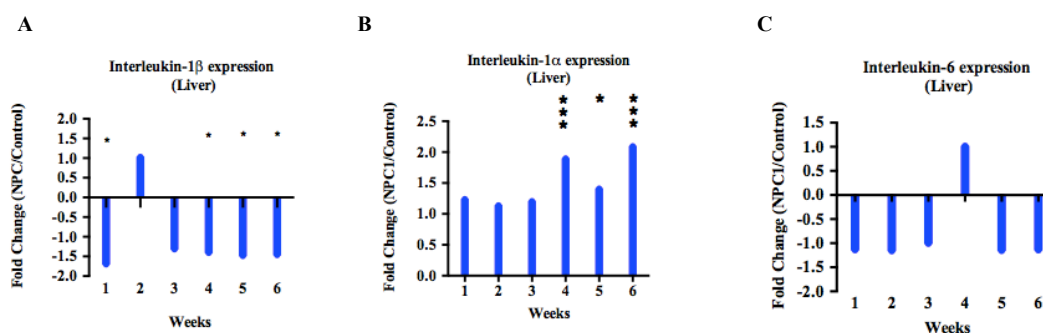 A
Interleukin-1β expression
(Liver)
Fold Change (NPC/Control)
2.0
1.5
1.0
0.5
0.0
-0.5
-1.0
-1.5
-2.0
* * * *
1 2 3 4 5 6
Weeks
B
Interleukin-1α expression
(Liver)
Fold Change (NPC1/Control)
2.5
2.0
1.5
1.0
0.5
0.0
*** * ***
1 2 3 4 5 6
Weeks
C
Interleukin-6 expression
(Liver)
Fold Change (NPC1/Control)
1.5
1.0
0.5
0.0
-0.5
-1.0
-1.5
-2.0
1 2 3 4 5 6
Weeks